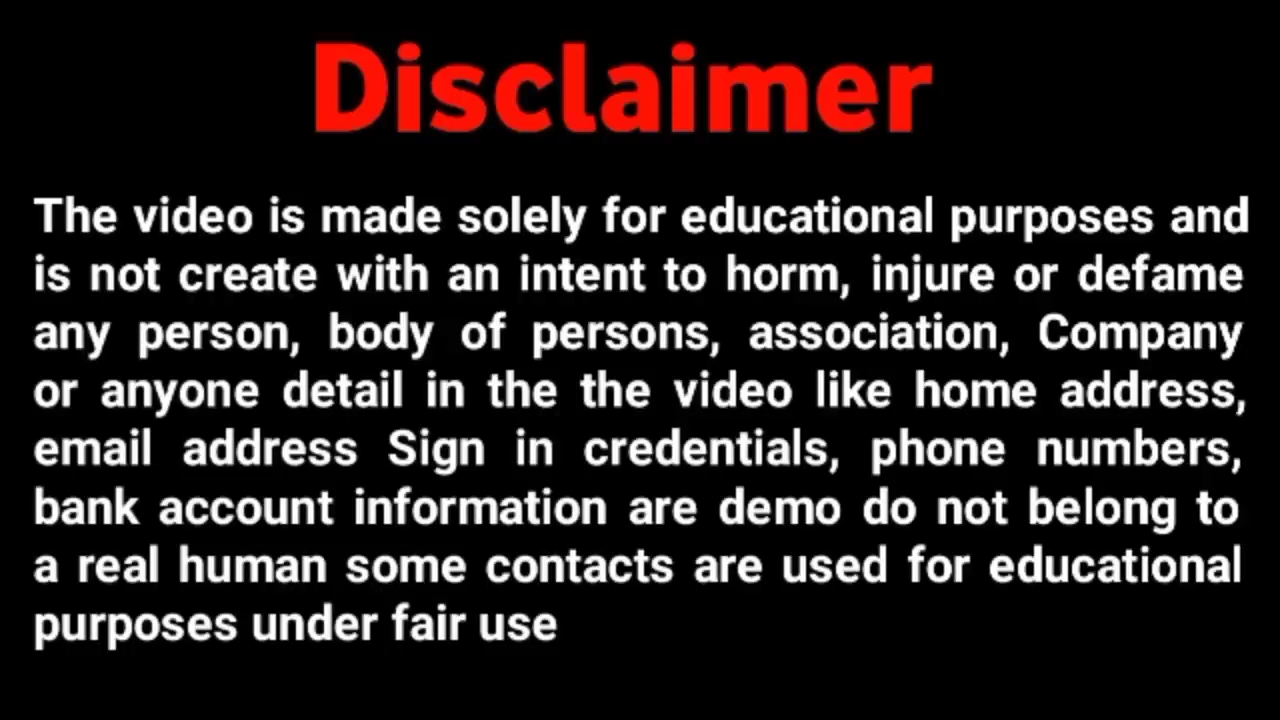 Disclaimer
The video is made solely for educational purposes and
is not create with an intent to horm, injure or defame
any person, body of persons, association, Company
or anyone detail in the the video like home address,
email address Sign in credentials, phone numbers,
bank account information are demo do not belong to
a real human some contacts are used for educational
purposes under fair use